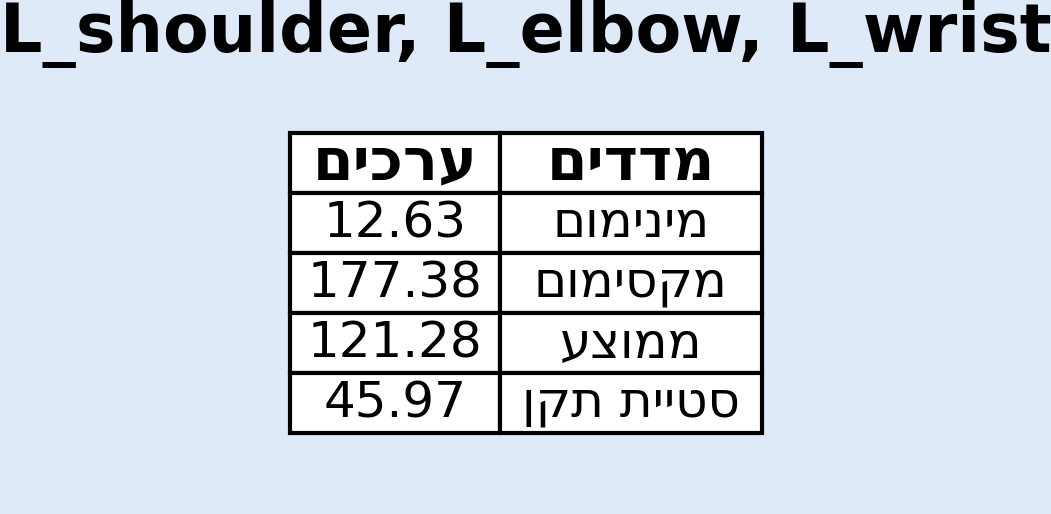 L_shoulder, L_elbow, L_wrist
מדדים ערכים
מינימום 12.63
מקסימום 177.38
ממוצע 121.28
סטיית תקן 45.97